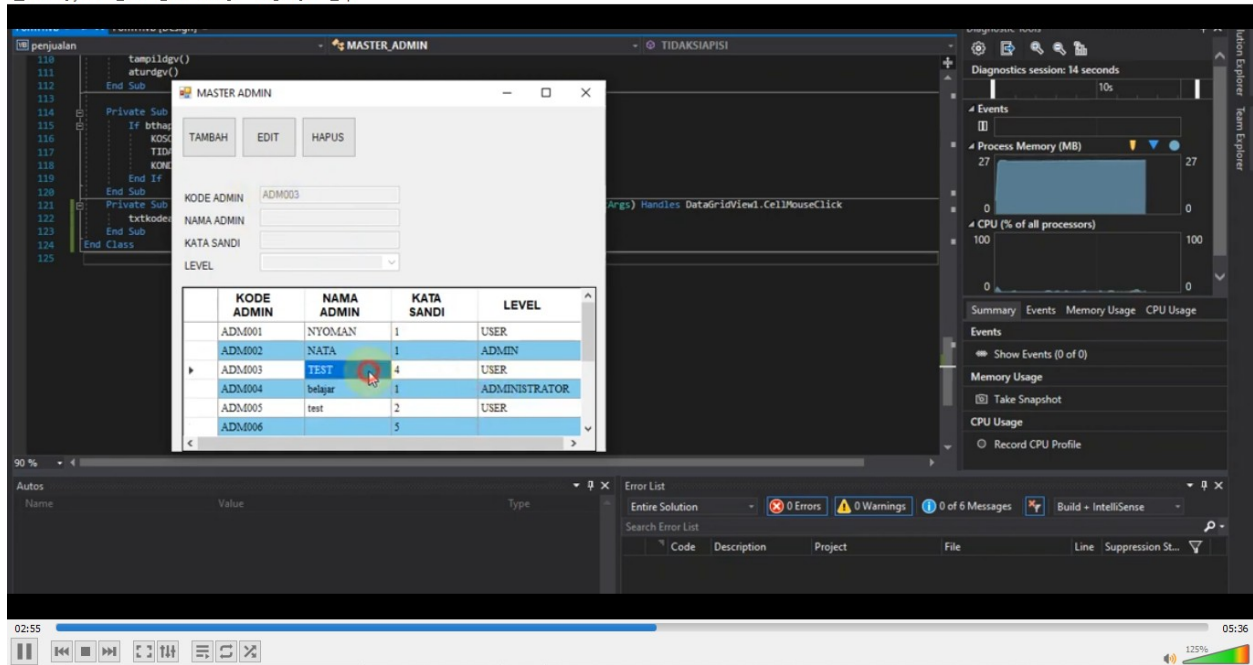 penjualan MASTER_ADMIN TIDAKSIAPISI
110 tampildgv()
111 aturdgv()
112 End Sub
113
114 Private Sub
115 If bthap
116 KOSO
117 TIDA
118 KOND
119 End If
120 End Sub
121 Private Sub Args) Handles DataGridView1.CellMouseClick
122 txtkodea
123 End Sub
124 End Class
125
MASTER ADMIN
TAMBAH EDIT HAPUS
KODE ADMIN ADM003
NAMA ADMIN
KATA SANDI
LEVEL
KODE ADMIN NAMA ADMIN KATA SANDI LEVEL
ADM001 NYOMAN 1 USER
ADM002 NATA 1 ADMIN
ADM003 TEST 4 USER
ADM004 belajar 1 ADMINISTRATOR
ADM005 test 2 USER
ADM006 5
Diagnostics session: 14 seconds
10s
Events
Process Memory (MB)
27 27
0 0
CPU (% of all processors)
100 100
0 0
Summary Events Memory Usage CPU Usage
Events
Show Events (0 of 0)
Memory Usage
Take Snapshot
CPU Usage
Record CPU Profile
Solution Explorer
Team Explorer
90 %
Autos
Name Value Type
Error List
Entire Solution 0 Errors 0 Warnings 0 of 6 Messages Build + IntelliSense
Search Error List
Code Description Project File Line Suppression St...
02:55 05:36
125%